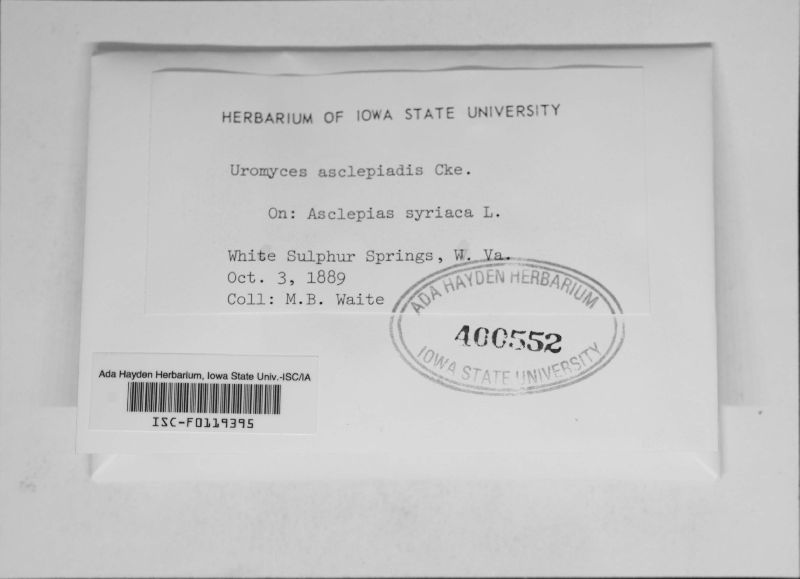 HERBARIUM OF IOWA STATE UNIVERSITY
Uromyces asclepiadis Cke.
On: Asclepias syriaca L.
White Sulphur Springs, W. Va.
Oct. 3, 1889
Coll: M.B. Waite
ADA HAYDEN HERBARIUM
400552
IOWA STATE UNIVERSITY
Ada Hayden Herbarium, Iowa State Univ.-ISC/IA
ISC-F0119395